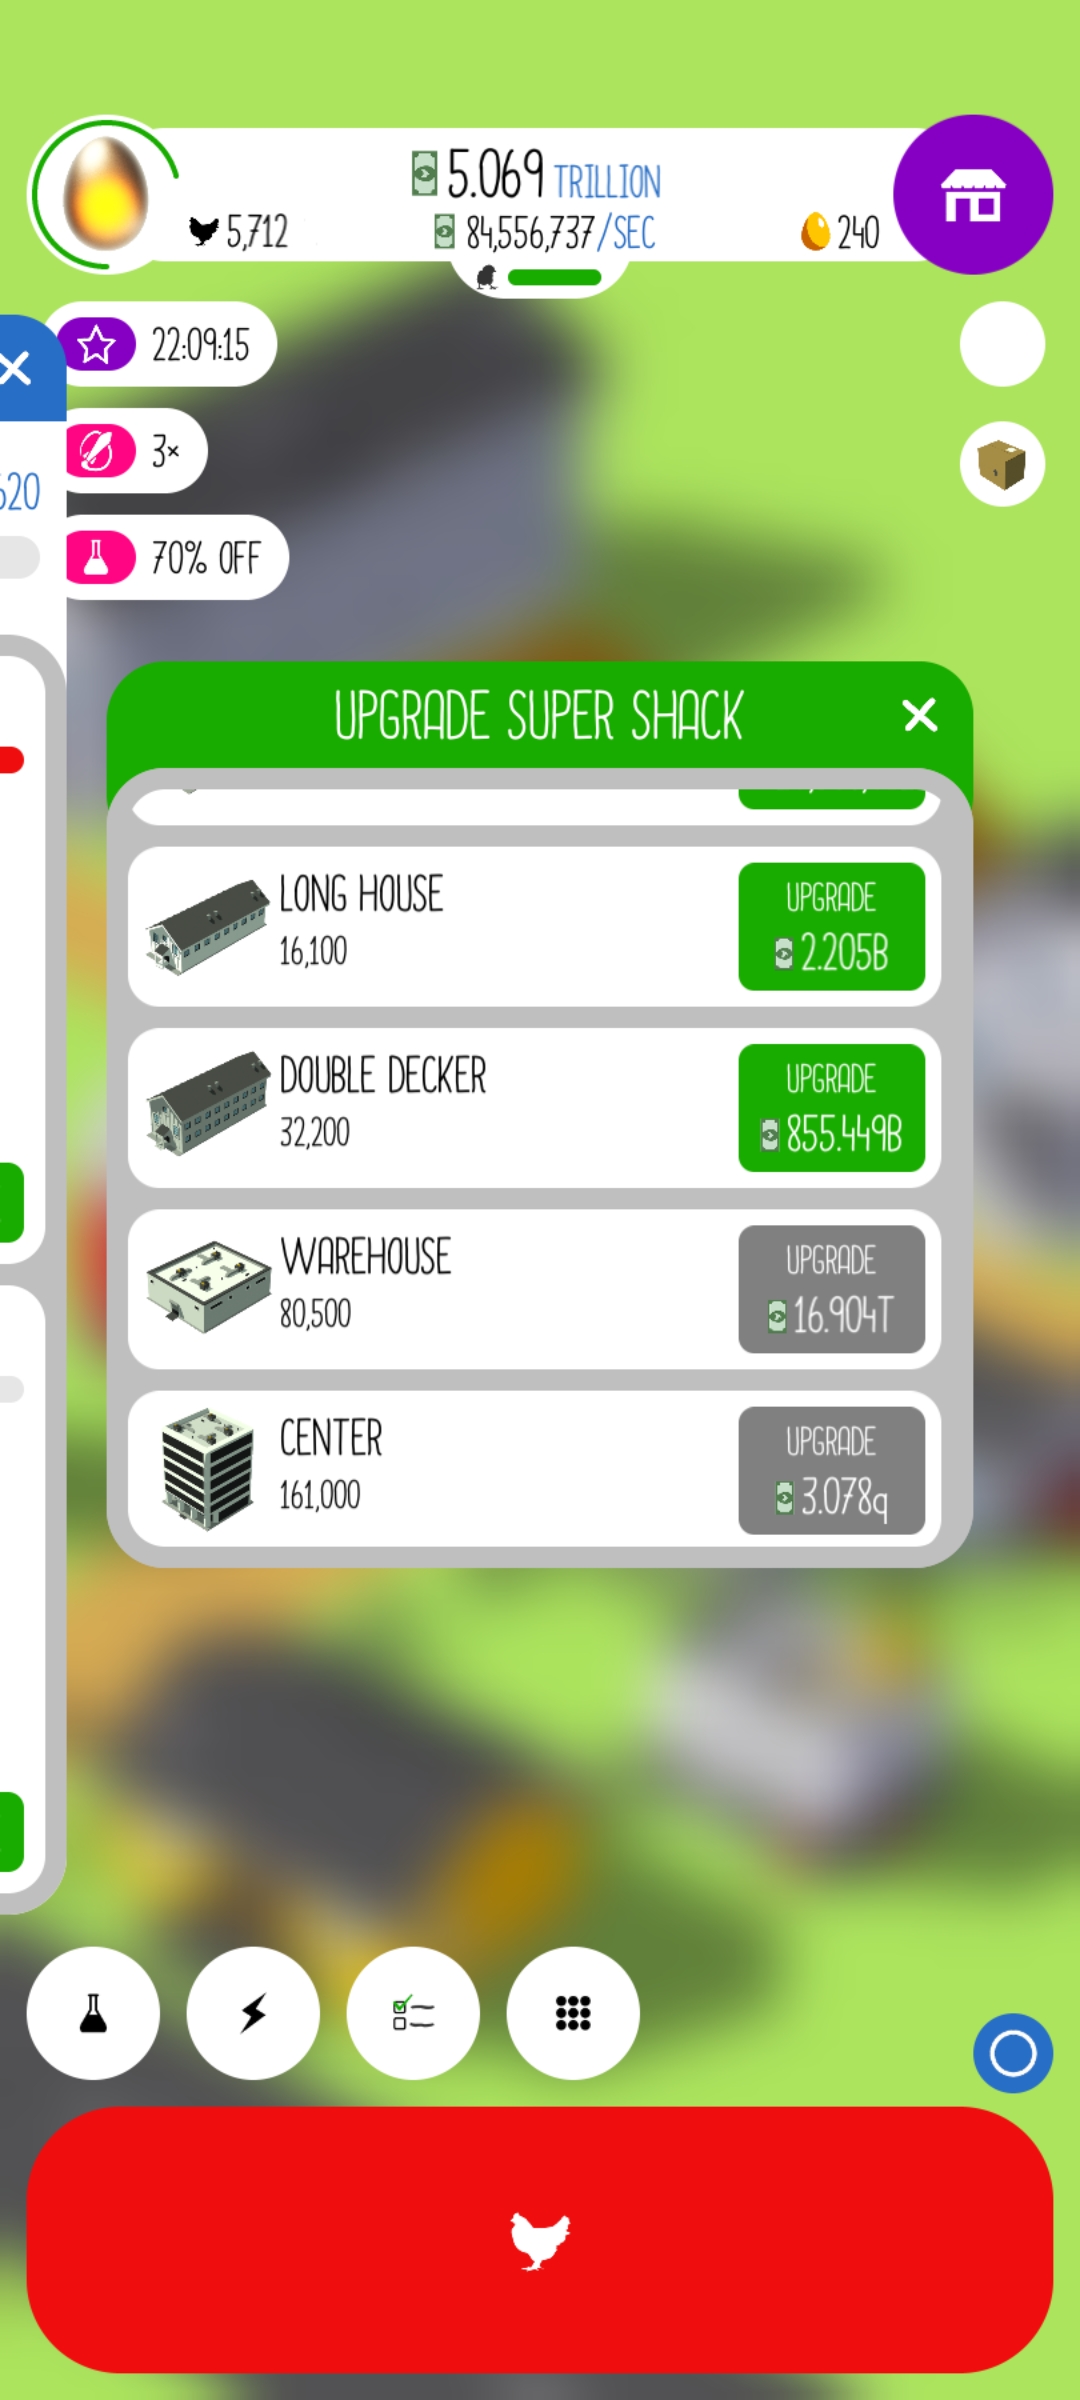 5.069 TRILLION
5,712
84,556,737/SEC
240
22:09:15
3×
620
70% OFF
UPGRADE SUPER SHACK
LONG HOUSE
16,100
UPGRADE
2.205B
DOUBLE DECKER
32,200
UPGRADE
855.449B
WAREHOUSE
80,500
UPGRADE
16.904T
CENTER
161,000
UPGRADE
3.078q